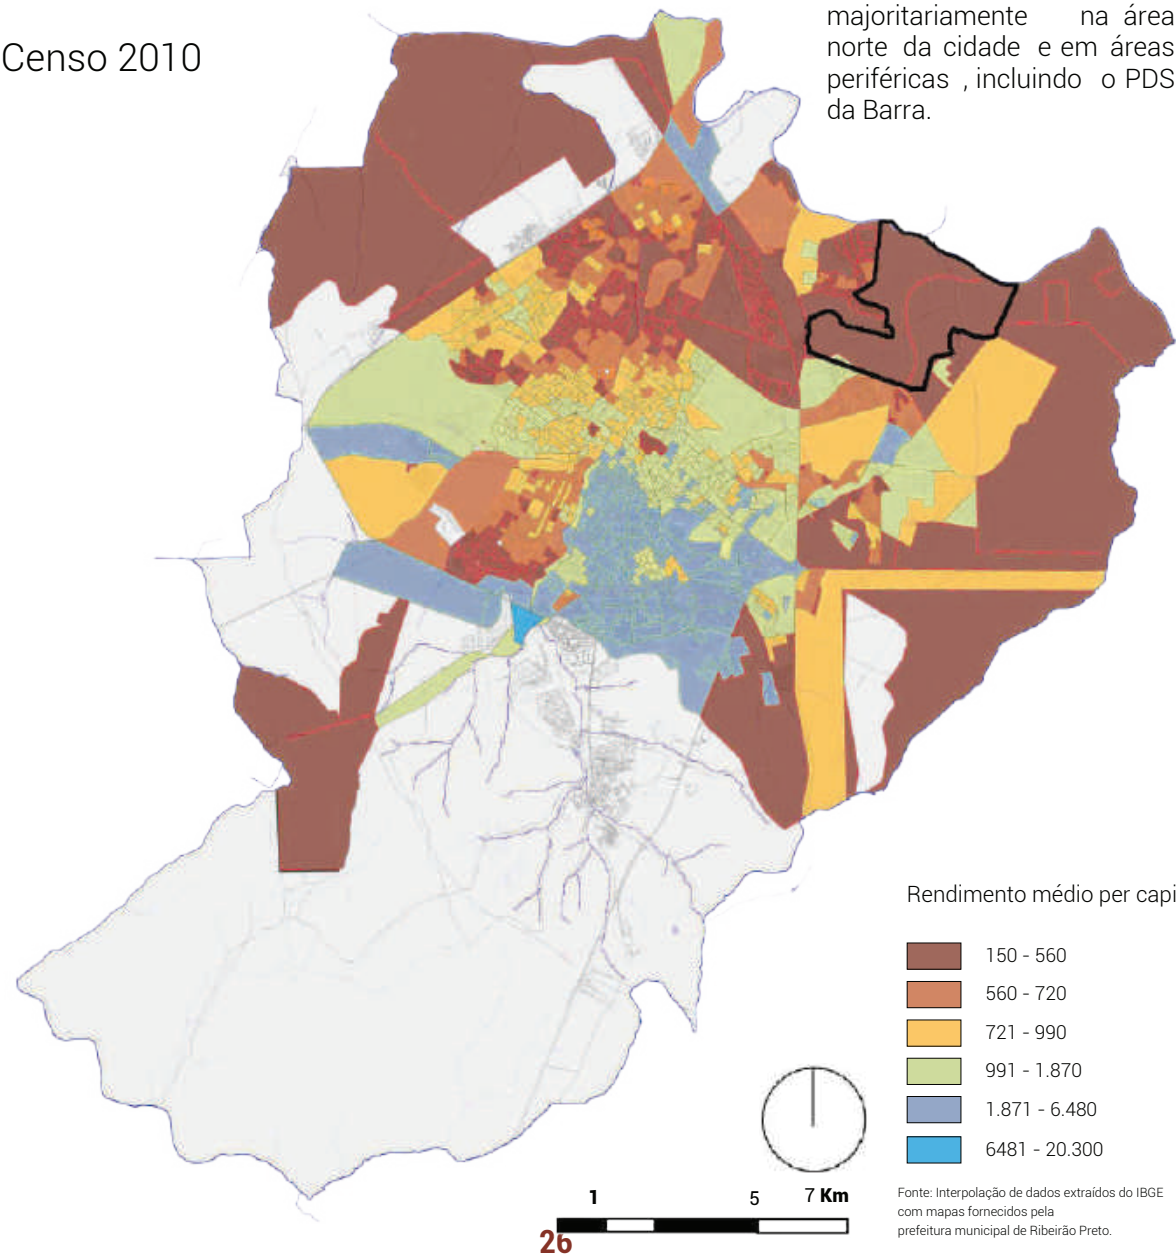 Censo 2010
majoritariamente na área
norte da cidade e em áreas
periféricas , incluindo o PDS
da Barra.
Rendimento médio per capi
150 - 560
560 - 720
721 - 990
991 - 1.870
1.871 - 6.480
6481 - 20.300
1 5 7 Km
Fonte: Interpolação de dados extraídos do IBGE
com mapas fornecidos pela
prefeitura municipal de Ribeirão Preto.
26